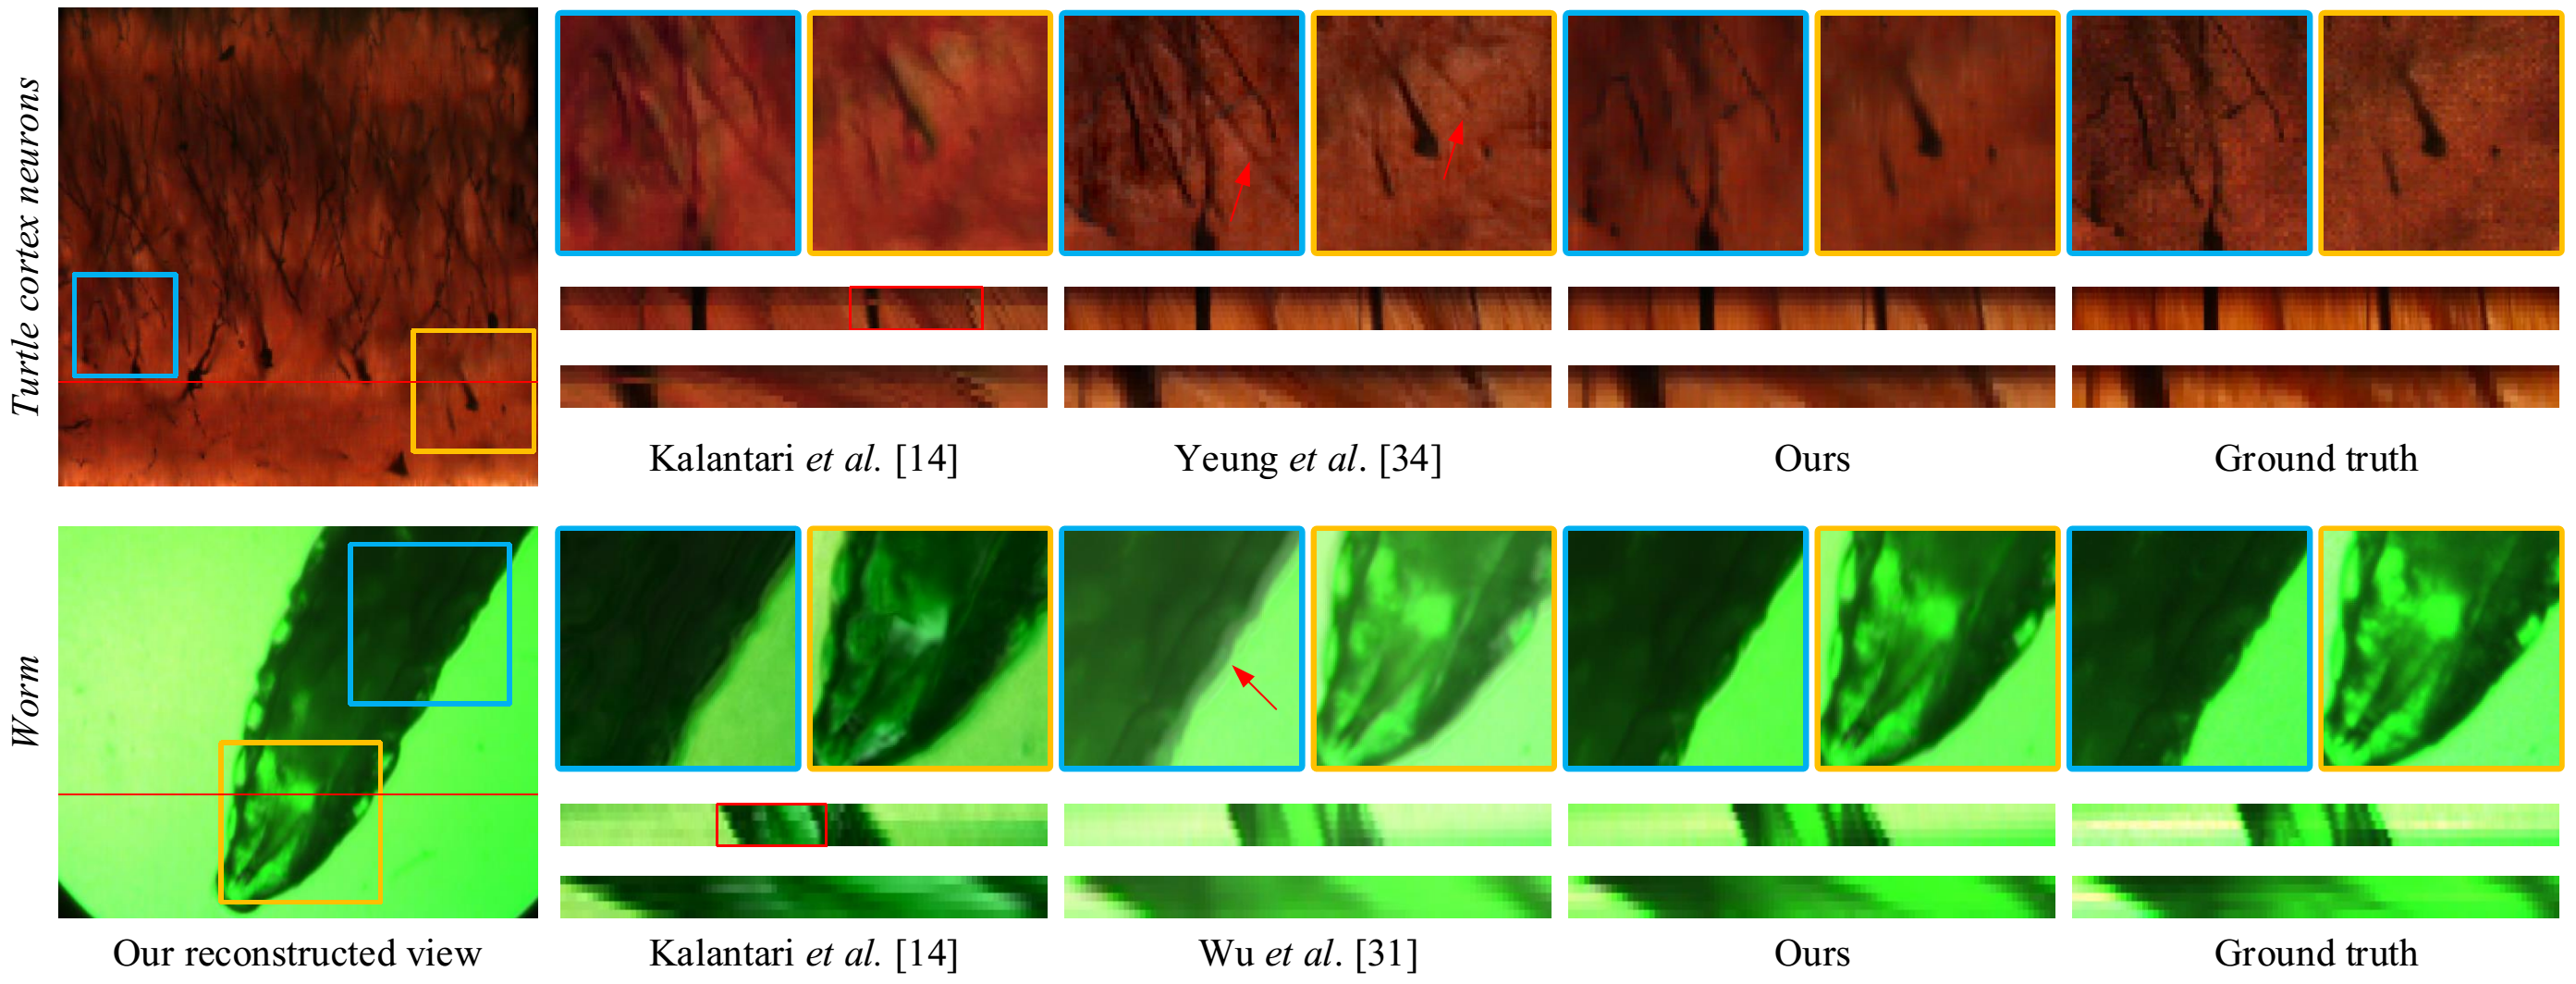 Turtle cortex neurons
Kalantari et al. [14]
Yeung et al. [34]
Ours
Ground truth
Worm
Our reconstructed view
Kalantari et al. [14]
Wu et al. [31]
Ours
Ground truth